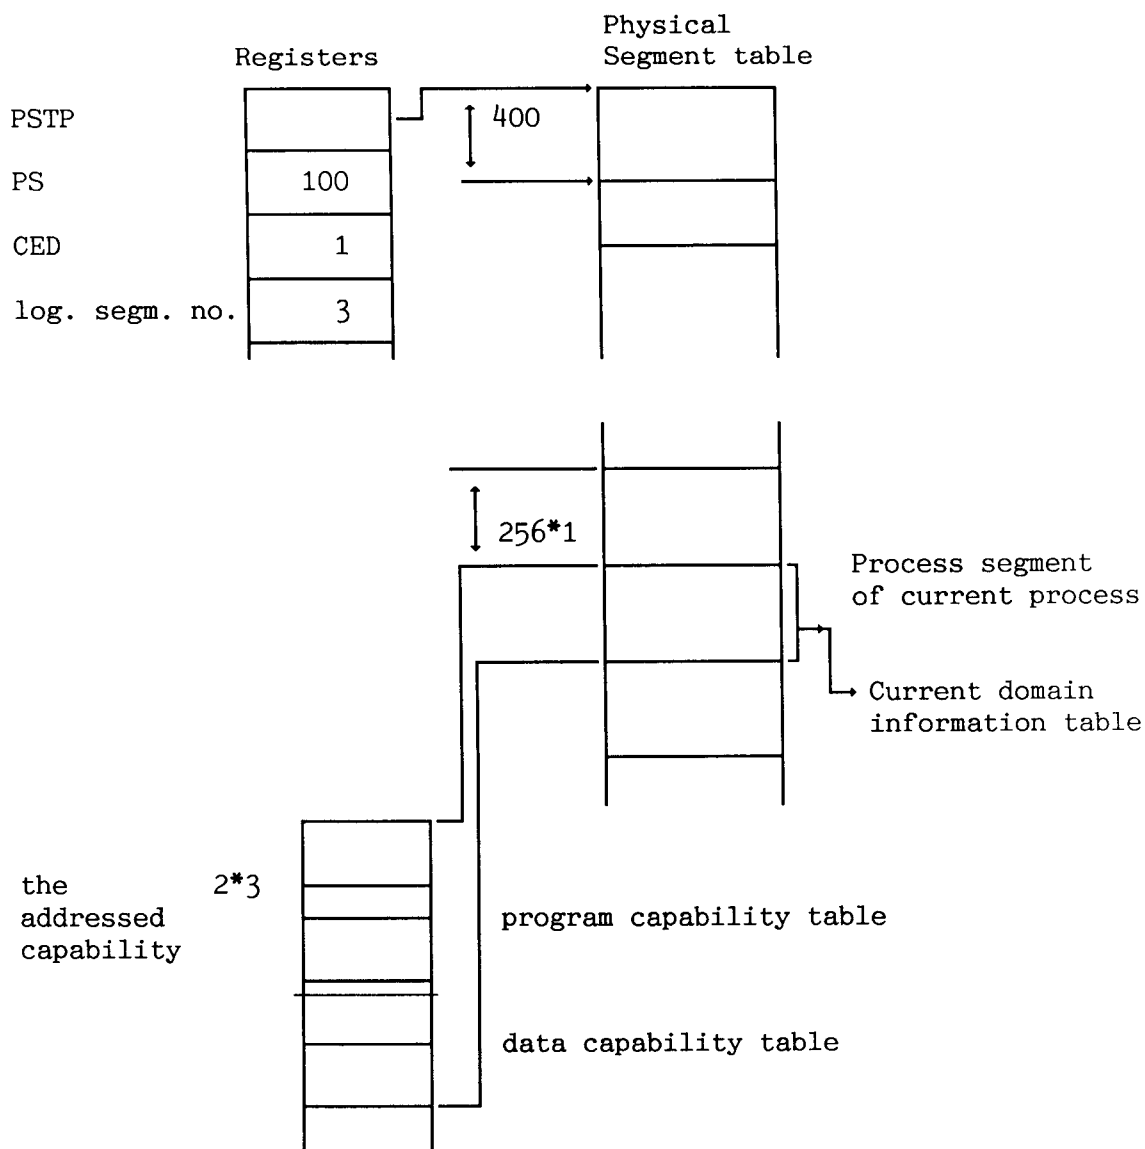 Physical
Segment table
Registers
PSTP
400
PS
100
CED
1
log. segm. no.
3
256*1
Process segment
of current process
Current domain
information table
the
addressed
capability
2*3
program capability table
data capability table